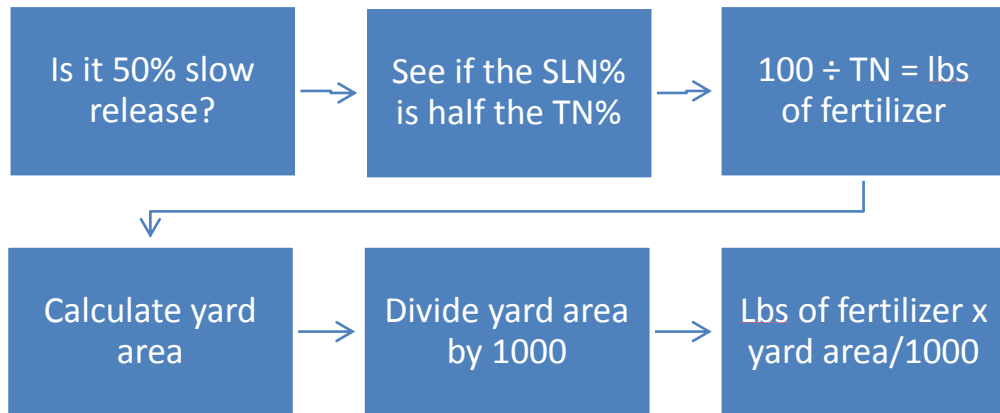 Is it 50% slow
release?
See if the SLN%
is half the TN%
100 ÷ TN = lbs
of fertilizer
Calculate yard
area
Divide yard area
by 1000
Lbs of fertilizer x
yard area/1000